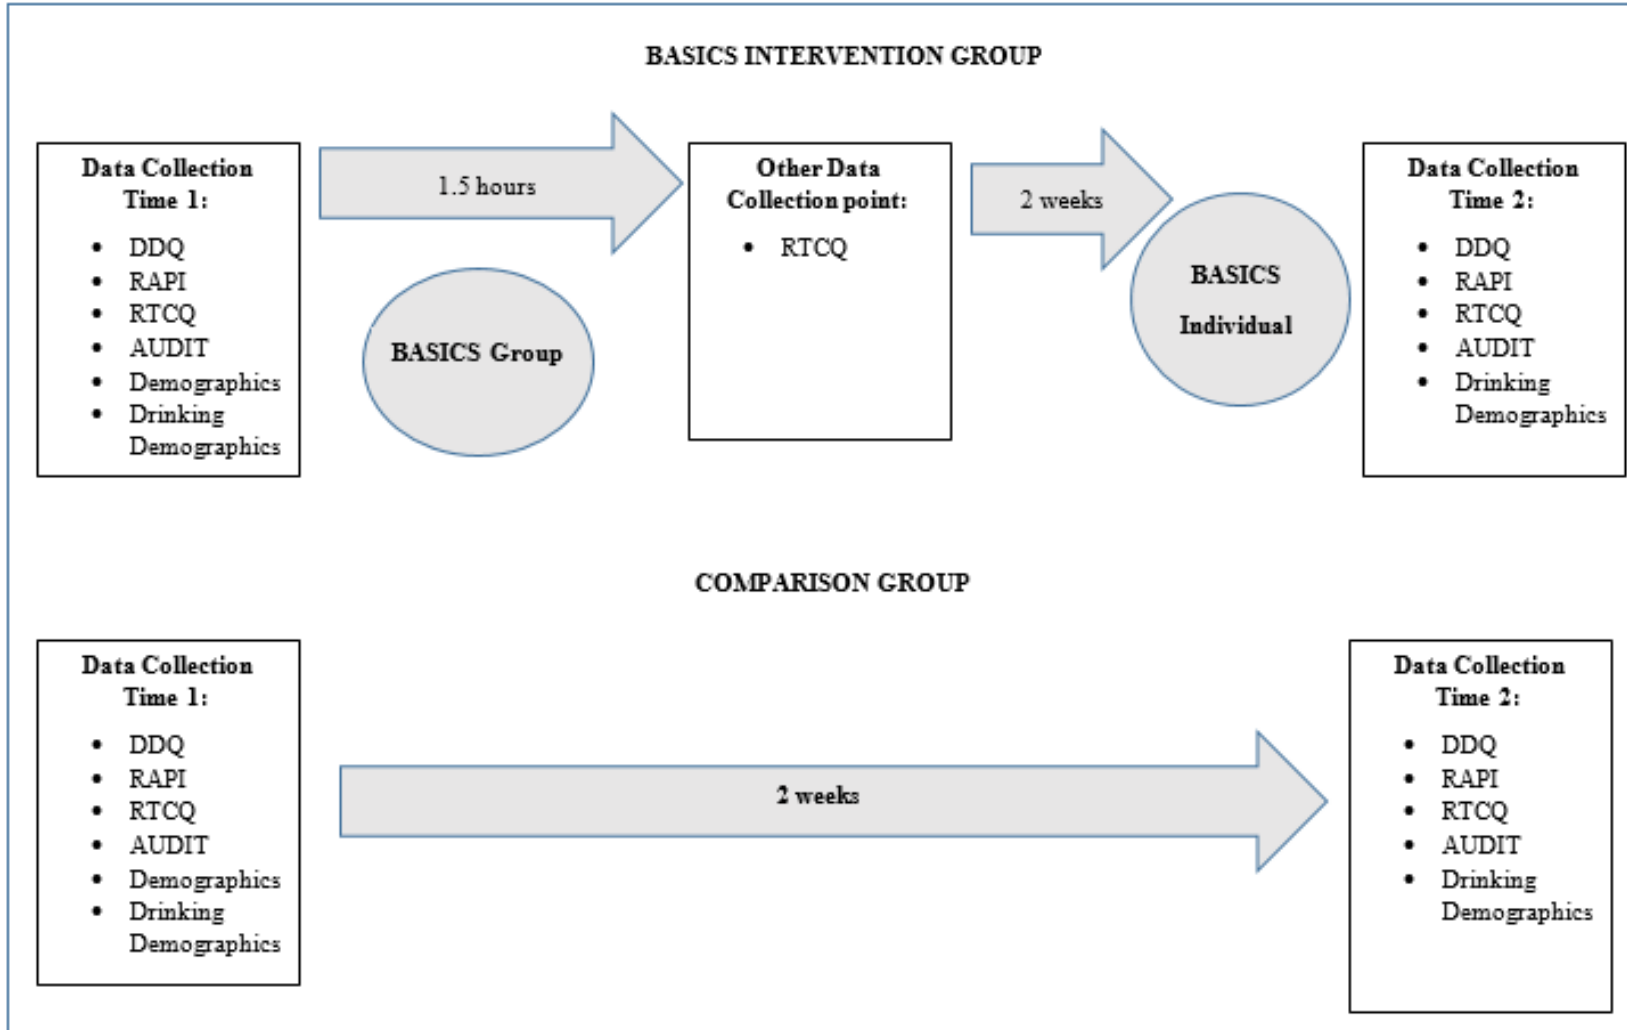 BASICS INTERVENTION GROUP
Data Collection
Time 1:
• DDQ
• RAPI
• RTCQ
• AUDIT
• Demographics
• Drinking
Demographics
1.5 hours
BASICS Group
Other Data
Collection point:
• RTCQ
2 weeks
BASICS
Individual
Data Collection
Time 2:
• DDQ
• RAPI
• RTCQ
• AUDIT
• Drinking
Demographics
COMPARISON GROUP
Data Collection
Time 1:
• DDQ
• RAPI
• RTCQ
• AUDIT
• Demographics
• Drinking
Demographics
2 weeks
Data Collection
Time 2:
• DDQ
• RAPI
• RTCQ
• AUDIT
• Drinking
Demographics